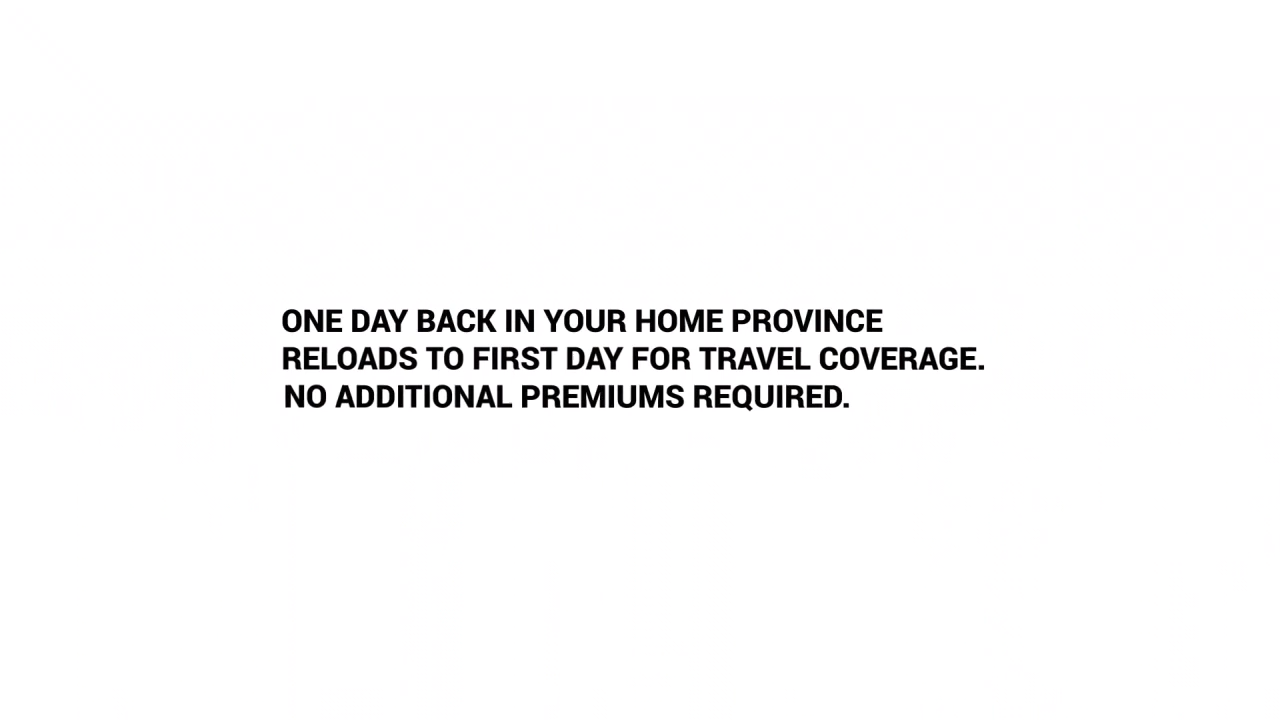 ONE DAY BACK IN YOUR HOME PROVINCE
RELOADS TO FIRST DAY FOR TRAVEL COVERAGE.
NO ADDITIONAL PREMIUMS REQUIRED.